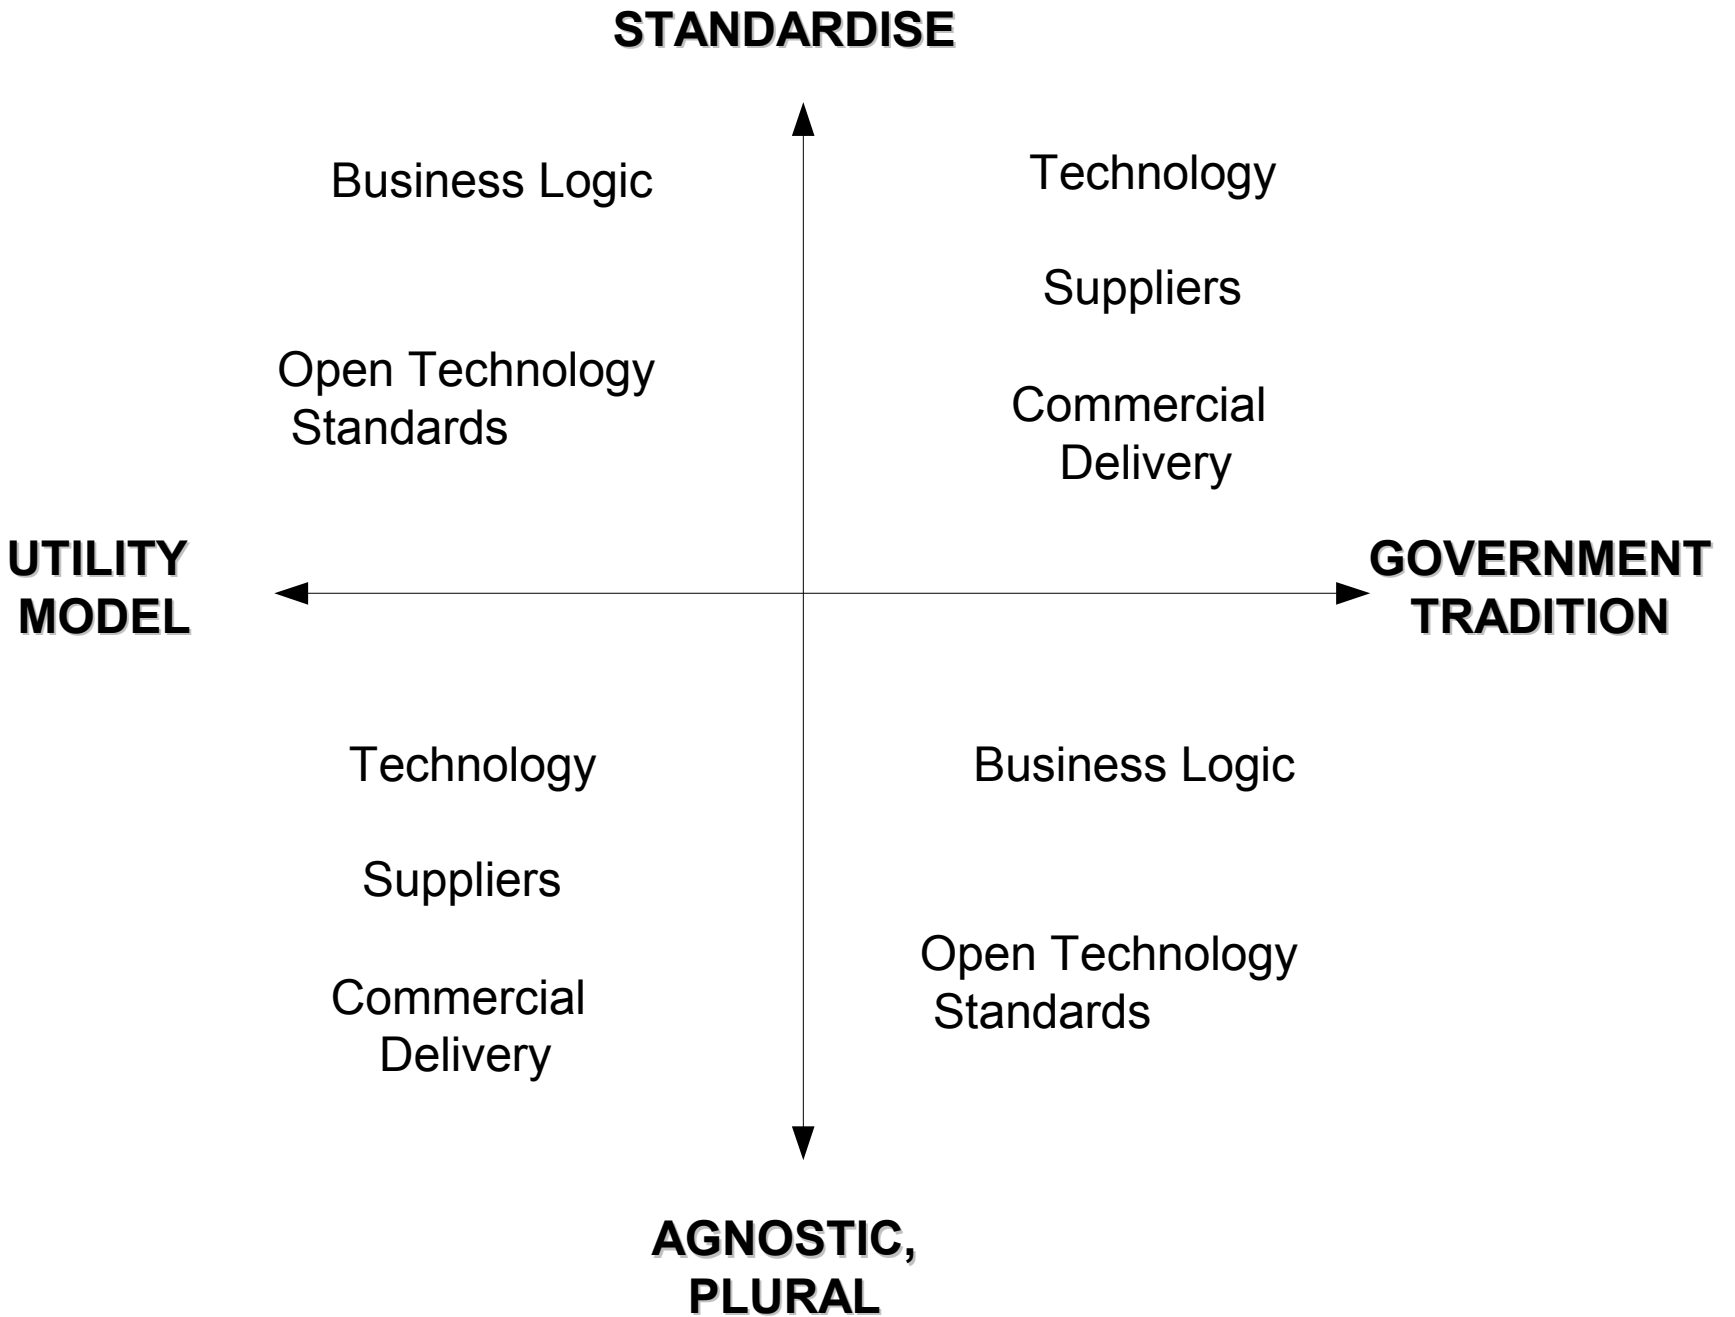 STANDARDISE
Business Logic
Technology
Suppliers
Open Technology
Standards
Commercial
Delivery
UTILITY
MODEL
GOVERNMENT
TRADITION
Technology
Business Logic
Suppliers
Open Technology
Standards
Commercial
Delivery
AGNOSTIC,
PLURAL